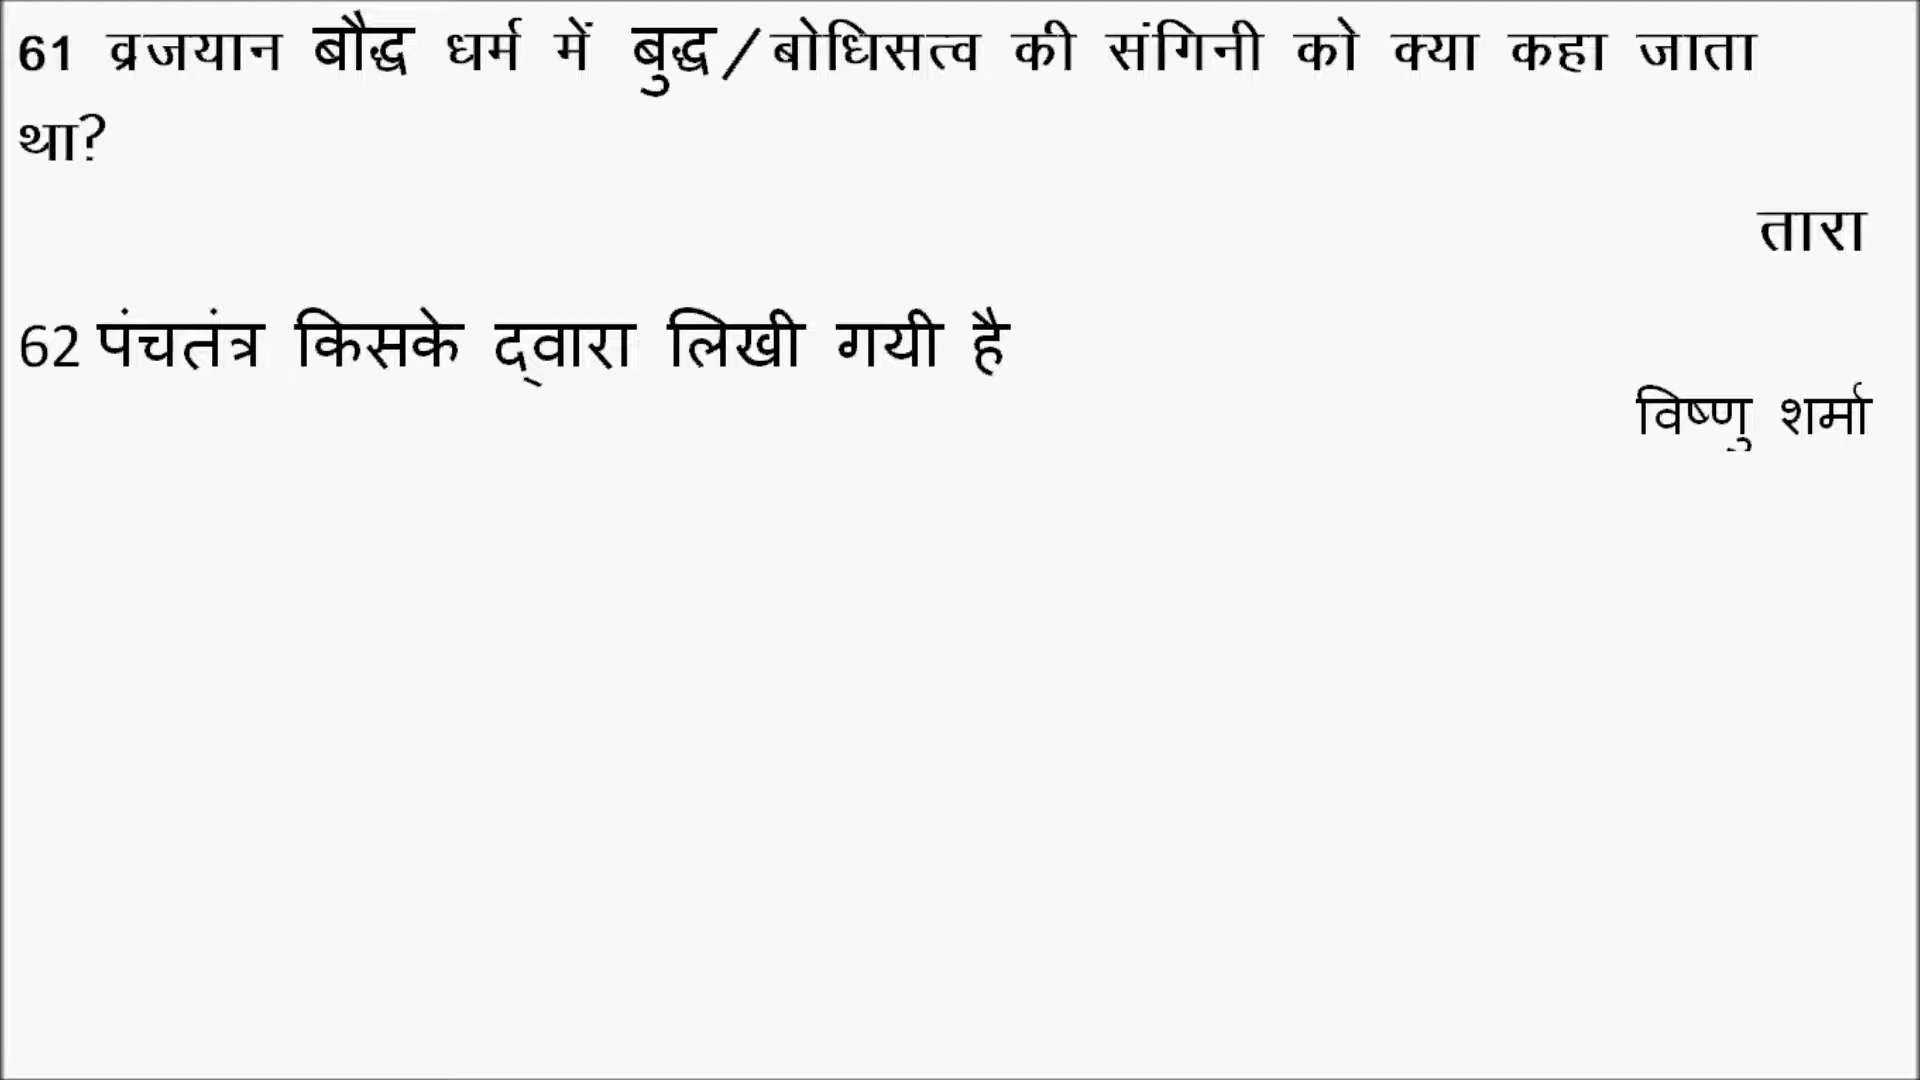 61 व्रजयान बौद्ध धर्म में बुद्ध/बोधिसत्व की संगिनी को क्या कहा जाता
था?
तारा
62 पंचतंत्र किसके द्वारा लिखी गयी है
विष्णु शर्मा